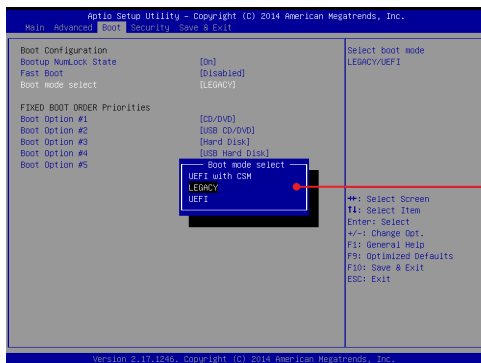 Aptio Setup Utility - Copyright (C) 2014 American Megatrends, Inc.
Main Advanced Boot Security Save & Exit
Boot Configuration
Bootup NumLock State [On]
Fast Boot [Disabled]
Boot mode select [LEGACY]
FIXED BOOT ORDER Priorities
Boot Option #1 [CD/DVD]
Boot Option #2 [USB CD/DVD]
Boot Option #3 [Hard Disk]
Boot Option #4 [USB Hard Disk]
Boot Option #5
Boot mode select
UEFI with CSM
LEGACY
UEFI
Select boot mode
LEGACY/UEFI
→←: Select Screen
↑↓: Select Item
Enter: Select
+/-: Change Opt.
F1: General Help
F9: Optimized Defaults
F10: Save & Exit
ESC: Exit
Version 2.17.1246. Copyright (C) 2014 American Megatrends, Inc.